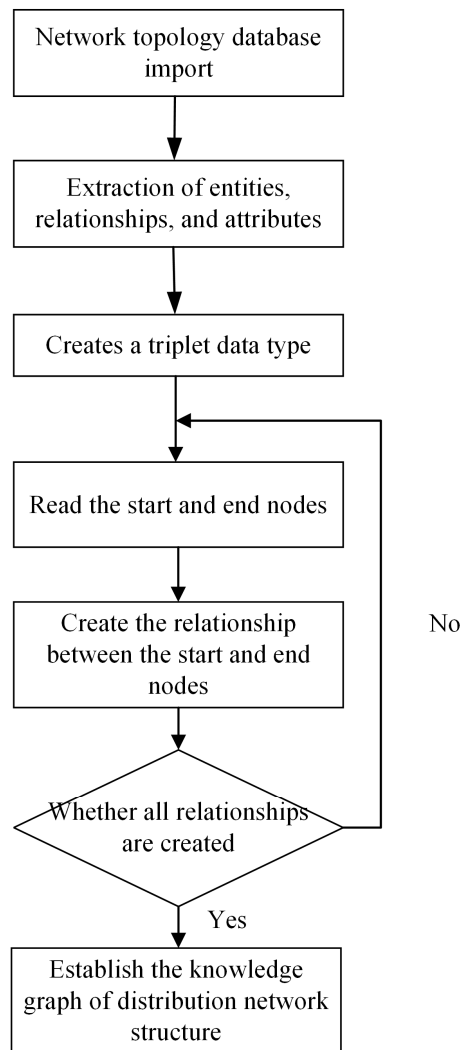 Network topology database
import
Extraction of entities,
relationships, and attributes
Creates a triplet data type
Read the start and end nodes
Create the relationship
between the start and end
nodes
No
Whether all relationships
are created
Yes
Establish the knowledge
graph of distribution network
structure